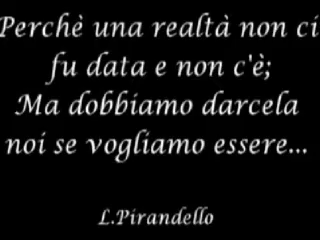 Perchè una realtà non ci
fu data e non c'è;
Ma dobbiamo darcela
noi se vogliamo essere...
L.Pirandello